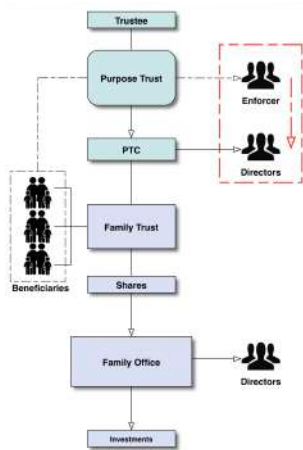 Trustee
Purpose Trust
Enforcer
PTC
Directors
Family Trust
Beneficiaries
Shares
Family Office
Directors
Investments